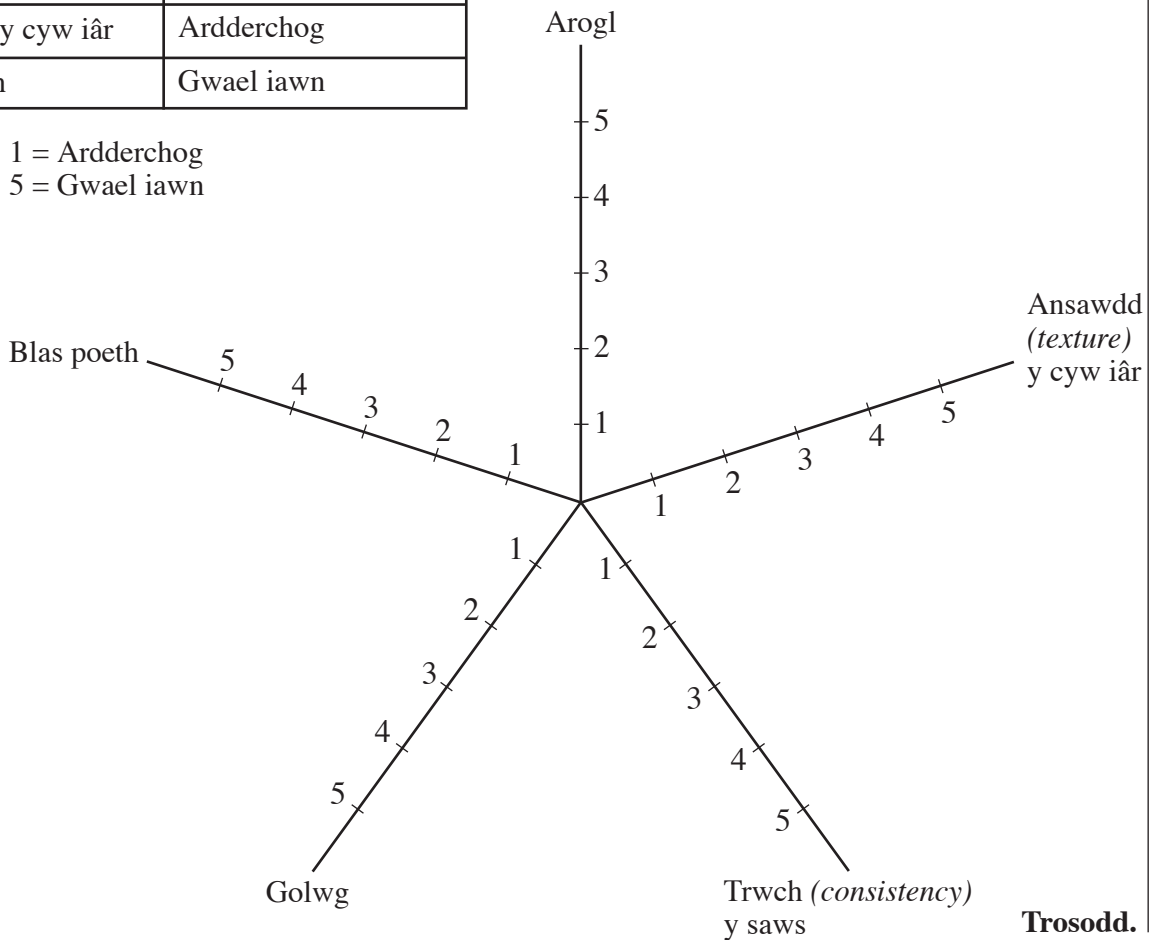 y cyw iâr Ardderchog
Gwael iawn
1 = Ardderchog
5 = Gwael iawn
Arogl
5
4
3
2
1
Ansawdd
(texture)
y cyw iâr
1
2
3
4
5
Trwch (consistency)
y saws
1
2
3
4
5
Golwg
1
2
3
4
5
Blas poeth
5
4
3
2
1
Trosodd.